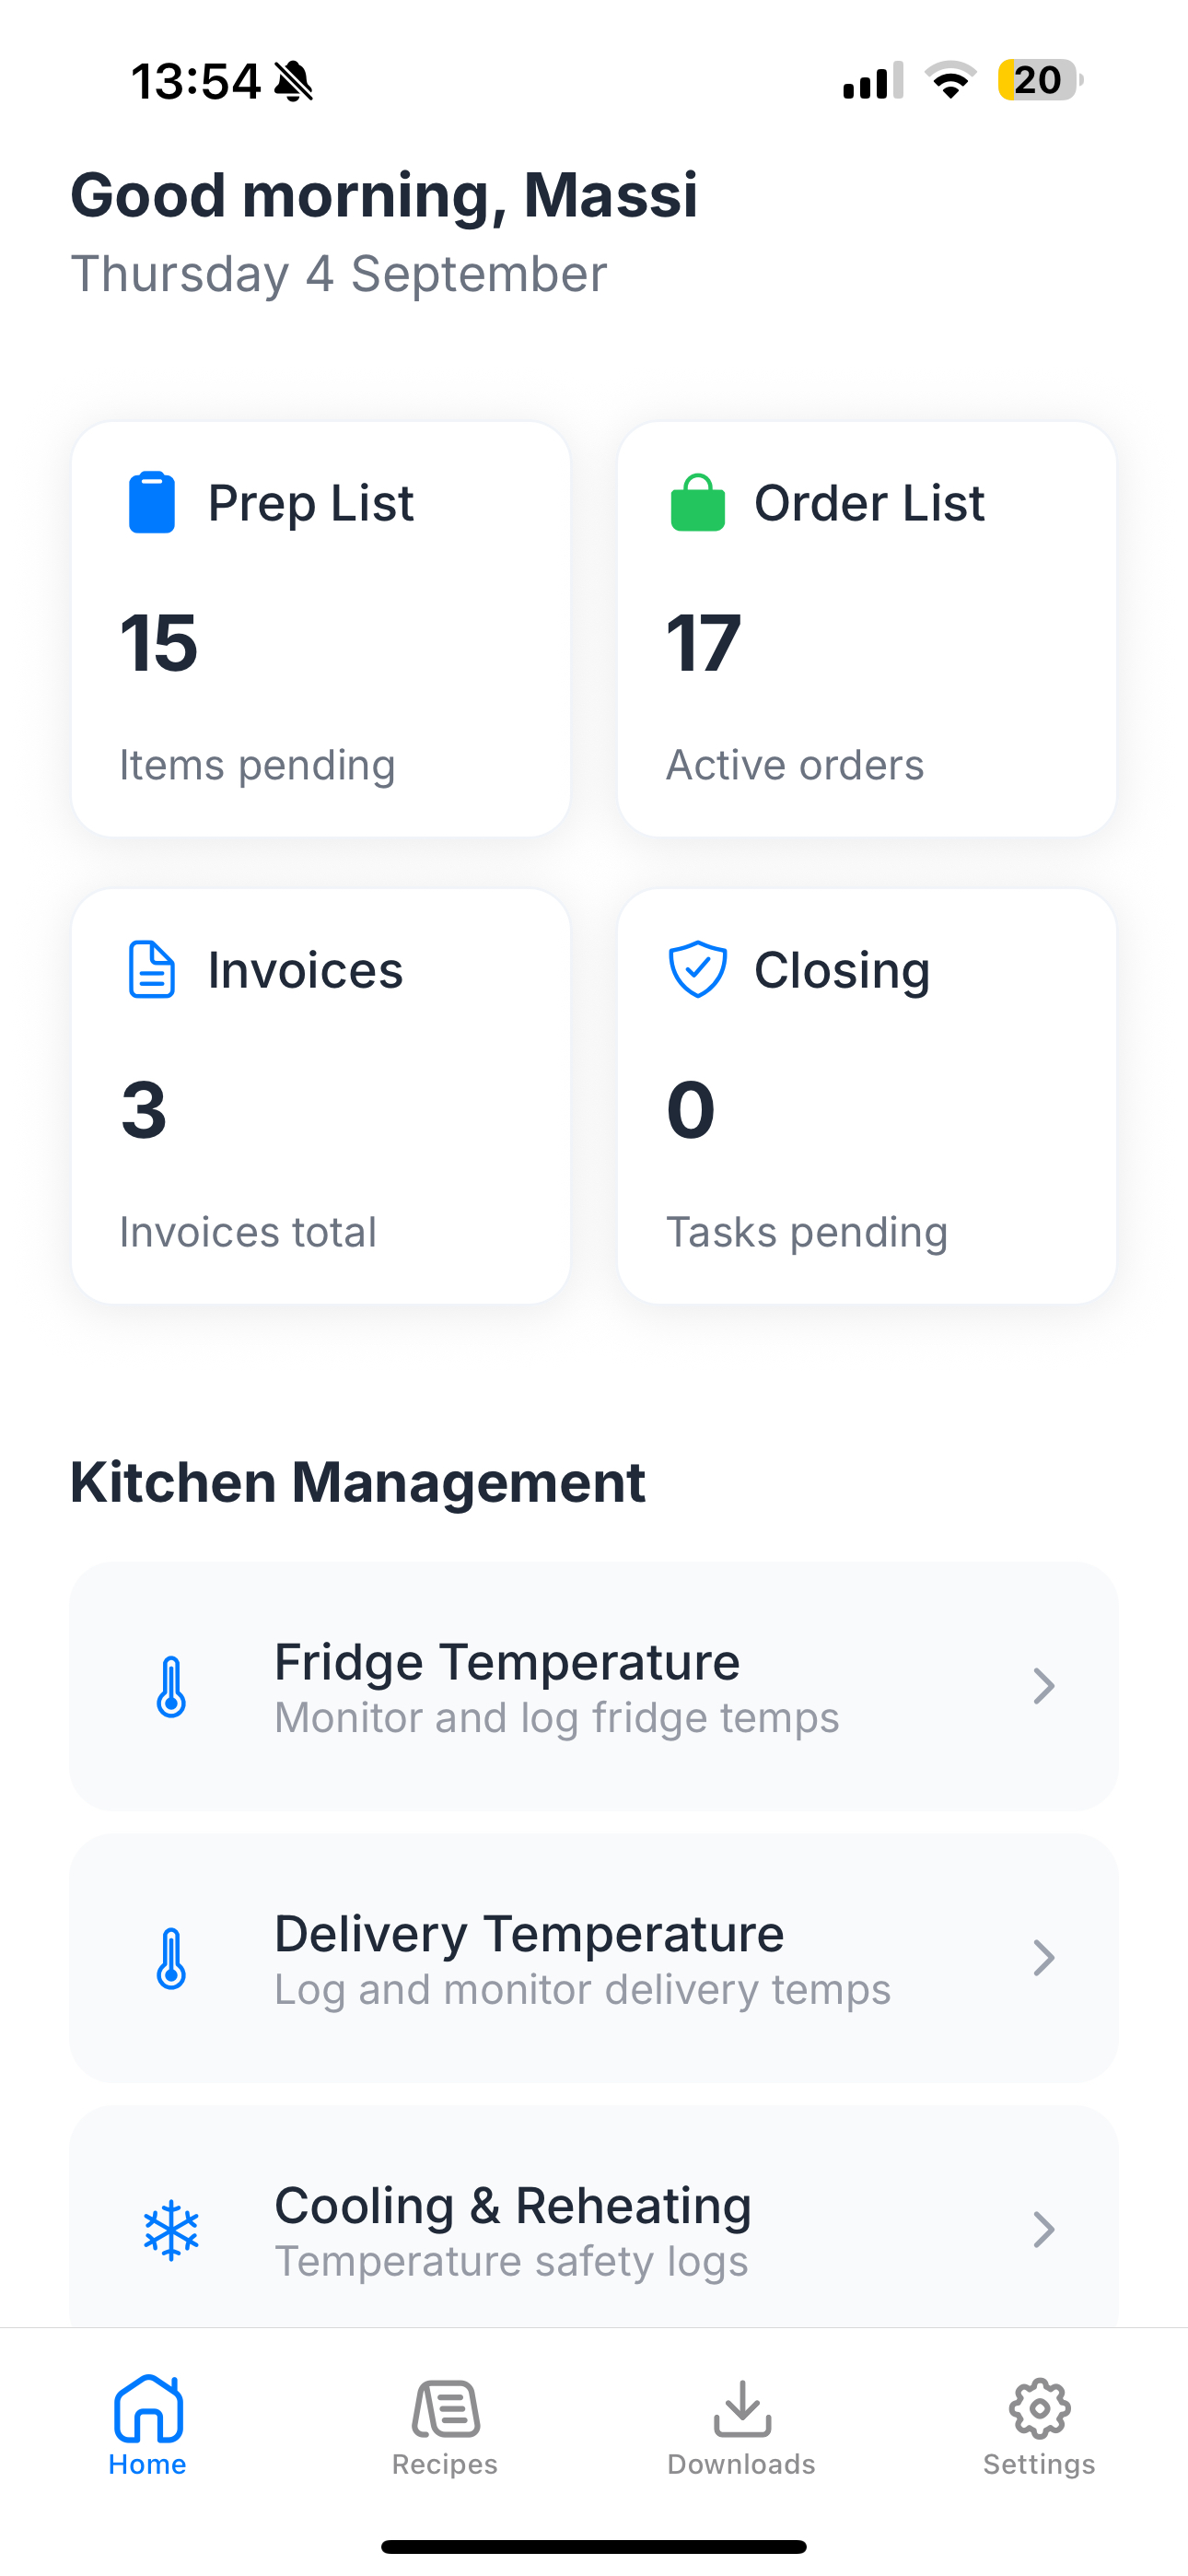 13:54
20
Good morning, Massi
Thursday 4 September
Prep List
15
Items pending
Order List
17
Active orders
Invoices
3
Invoices total
Closing
0
Tasks pending
Kitchen Management
Fridge Temperature
Monitor and log fridge temps
Delivery Temperature
Log and monitor delivery temps
Cooling & Reheating
Temperature safety logs
Home
Recipes
Downloads
Settings